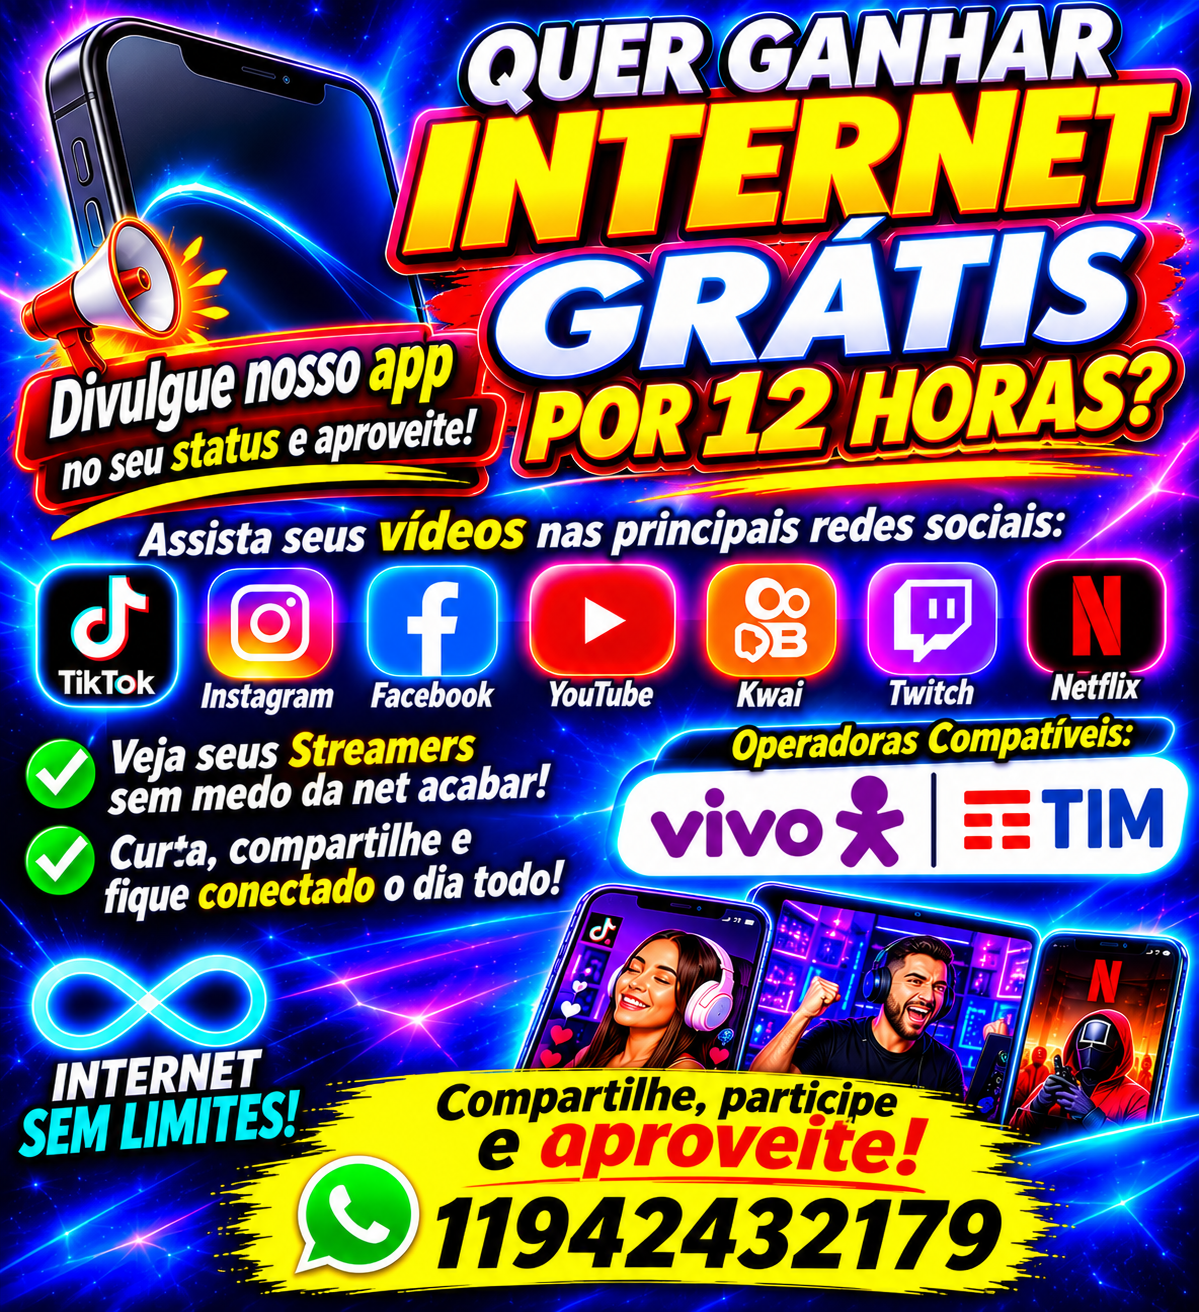 QUER GANHAR
INTERNET
GRÁTIS
POR 12 HORAS?
Divulgue nosso app
no seu status e aproveite!
Assista seus vídeos nas principais redes sociais:
TikTok
Instagram
Facebook
YouTube
Kwai
Twitch
Netflix
Veja seus Streamers
sem medo da net acabar!
Curta, compartilhe e
fique conectado o dia todo!
Operadoras Compatíveis:
vivo
TIM
N
INTERNET
SEM LIMITES!
Compartilhe, participe
e aproveite!
11942432179